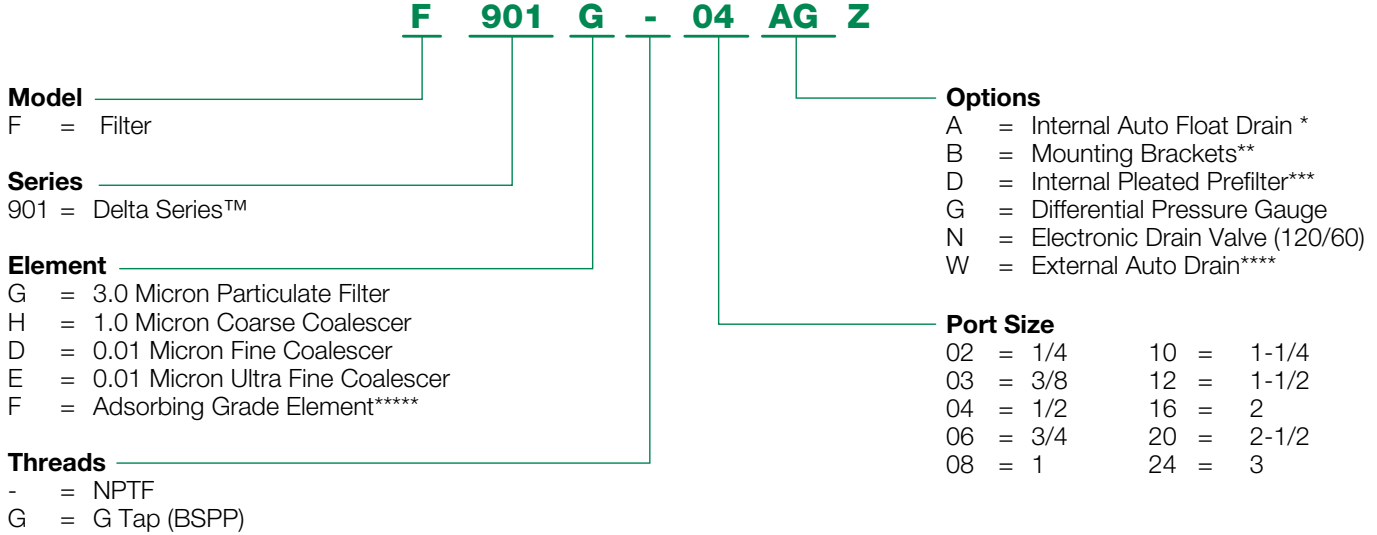 F 901 G - 04 AG Z
Model
F = Filter
Series
901 = Delta Series™
Element
G = 3.0 Micron Particulate Filter
H = 1.0 Micron Coarse Coalescer
D = 0.01 Micron Fine Coalescer
E = 0.01 Micron Ultra Fine Coalescer
F = Adsorbing Grade Element*****
Threads
- = NPTF
G = G Tap (BSPP)
Options
A = Internal Auto Float Drain *
B = Mounting Brackets**
D = Internal Pleated Prefilter***
G = Differential Pressure Gauge
N = Electronic Drain Valve (120/60)
W = External Auto Drain****
Port Size
02 = 1/4 10 = 1-1/4
03 = 3/8 12 = 1-1/2
04 = 1/2 16 = 2
06 = 3/4 20 = 2-1/2
08 = 1 24 = 3